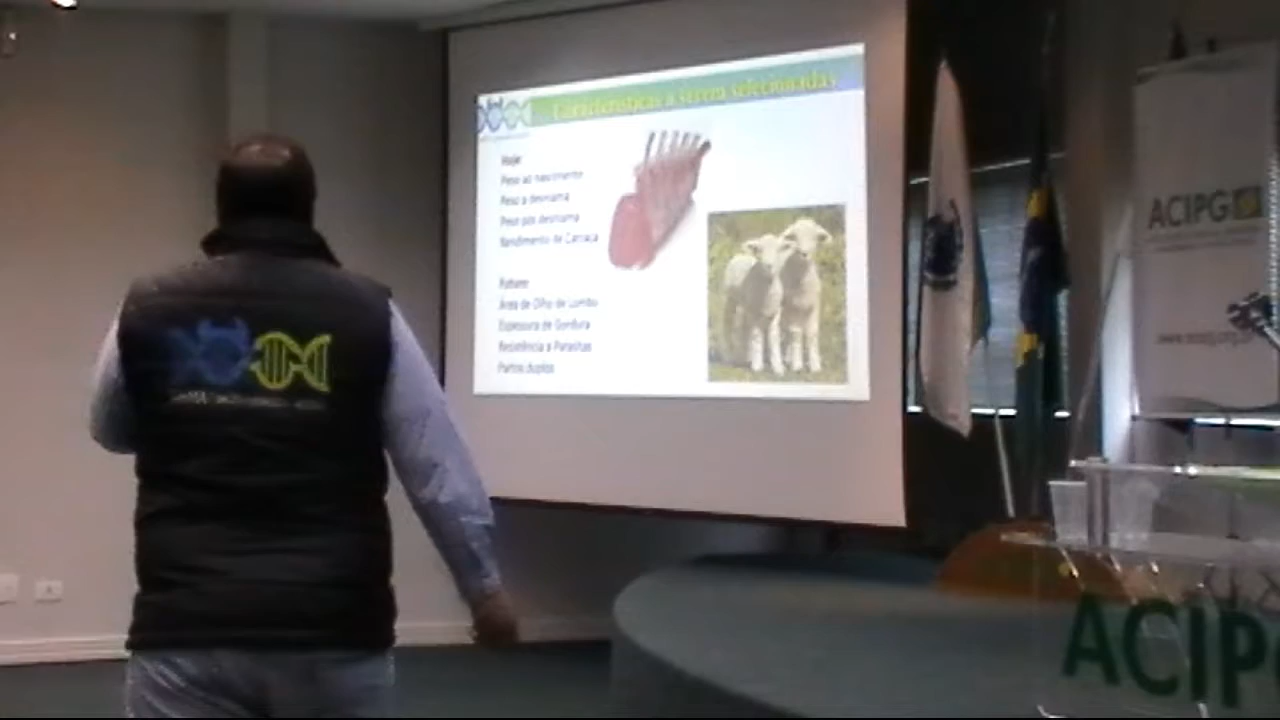 Características a serem selecionadas
Hoje
Peso ao nascimento
Peso a desmama
Peso pós desmama
Rendimento de Carcaça
Futuro
Área de Olho de Lombo
Espessura de Gordura
Resistência a Parasitas
Partos duplos
ACIPG
ACIPG